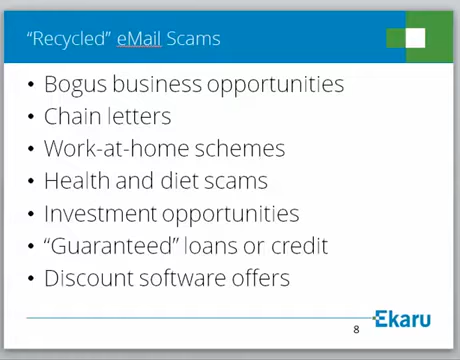 “Recycled” eMail Scams
• Bogus business opportunities
• Chain letters
• Work-at-home schemes
• Health and diet scams
• Investment opportunities
• “Guaranteed” loans or credit
• Discount software offers
8
Ekaru